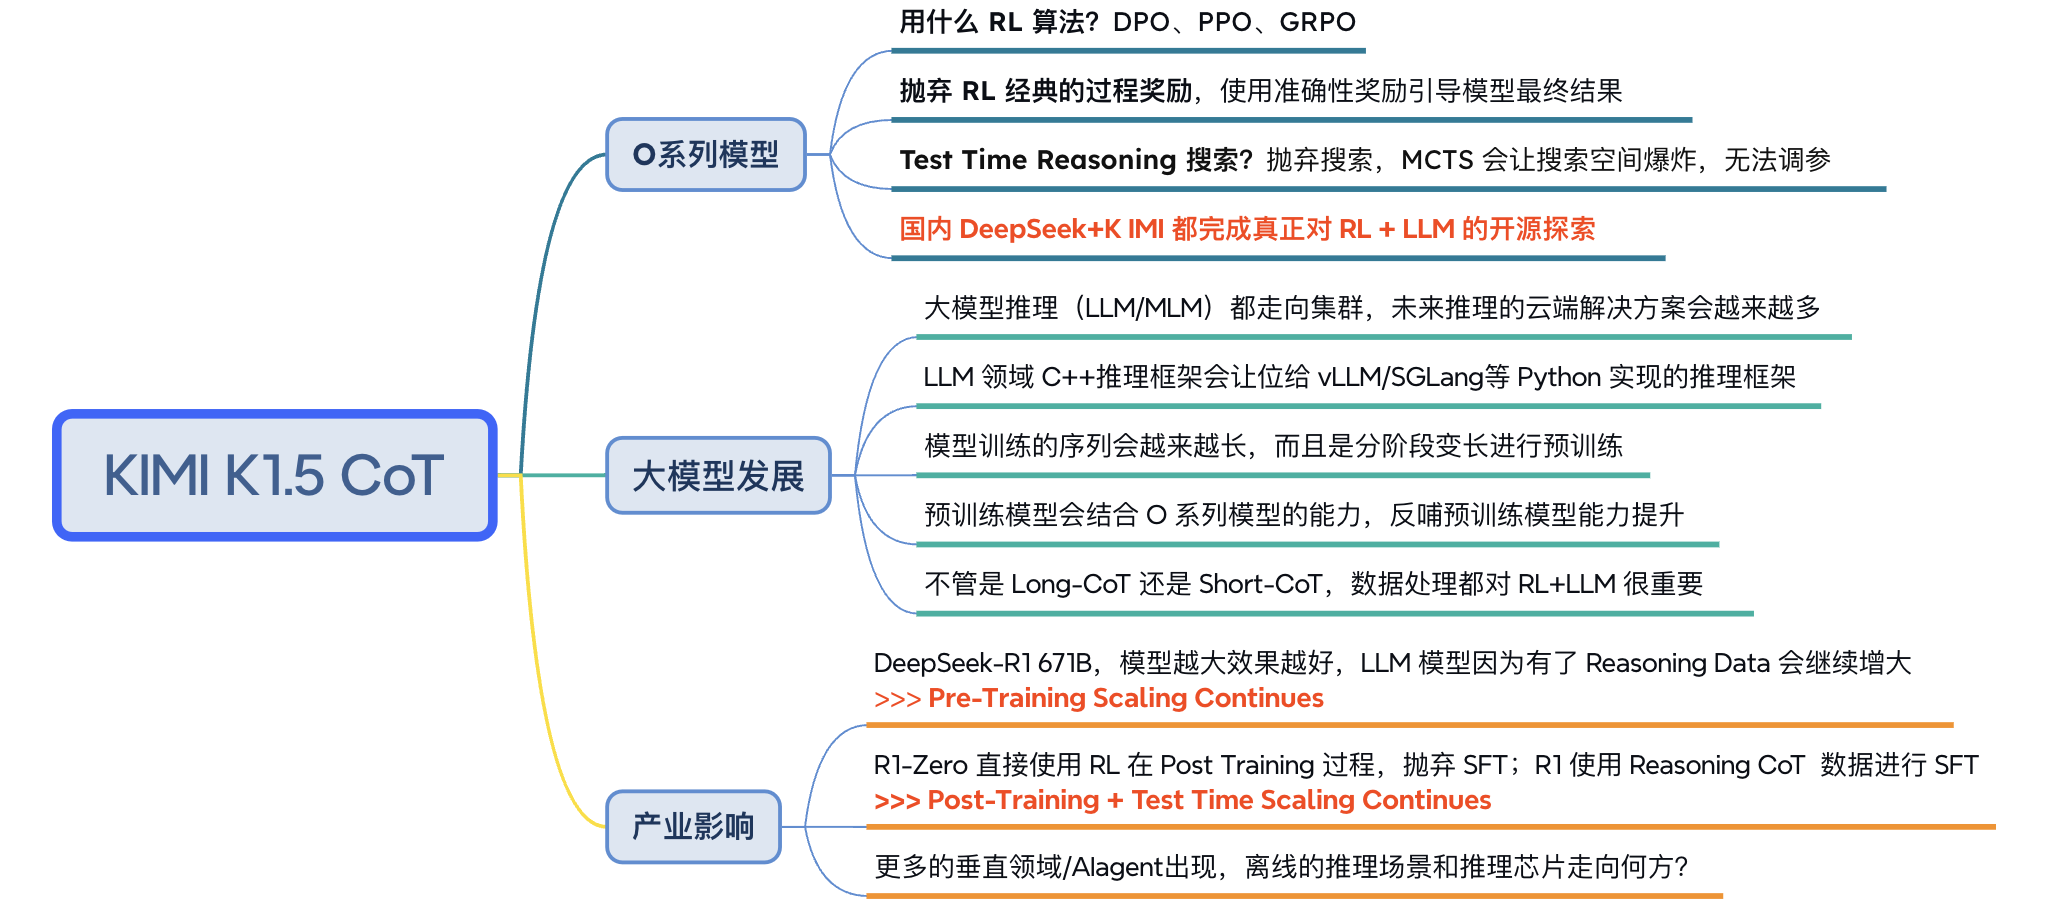 用什么 RL 算法？DPO、PPO、GRPO
抛弃 RL 经典的过程奖励，使用准确性奖励引导模型最终结果
O系列模型
Test Time Reasoning 搜索？抛弃搜索，MCTS 会让搜索空间爆炸，无法调参
国内 DeepSeek+K IMI 都完成真正对 RL + LLM 的开源探索
大模型推理（LLM/MLM）都走向集群，未来推理的云端解决方案会越来越多
LLM 领域 C++推理框架会让位给 vLLM/SGLang等 Python 实现的推理框架
KIMI K1.5 CoT
大模型发展
模型训练的序列会越来越长，而且是分阶段变长进行预训练
预训练模型会结合 O 系列模型的能力，反哺预训练模型能力提升
不管是 Long-CoT 还是 Short-CoT，数据处理都对 RL+LLM 很重要
DeepSeek-R1 671B，模型越大效果越好，LLM 模型因为有了 Reasoning Data 会继续增大
>>> Pre-Training Scaling Continues
产业影响
R1-Zero 直接使用 RL 在 Post Training 过程，抛弃 SFT；R1 使用 Reasoning CoT 数据进行 SFT
>>> Post-Training + Test Time Scaling Continues
更多的垂直领域/AIagent出现，离线的推理场景和推理芯片走向何方？